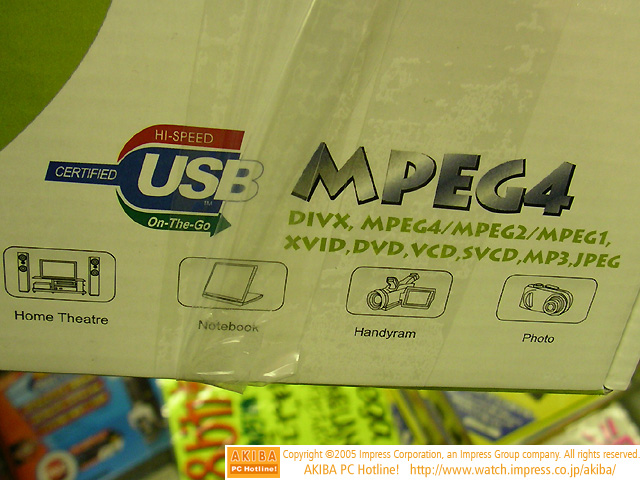 HI-SPEED
CERTIFIED USB
TM
On-The-Go
MPEG4
DIVX, MPEG4/MPEG2/MPEG1,
XVID,DVD,VCD,SVCD,MP3,JPEG
Home Theatre
Notebook
Handyram
Photo
AKIBA
PC Hotline!
Copyright ©2005 Impress Corporation, an Impress Group company. All rights reserved.
AKIBA PC Hotline! http://www.watch.impress.co.jp/akiba/